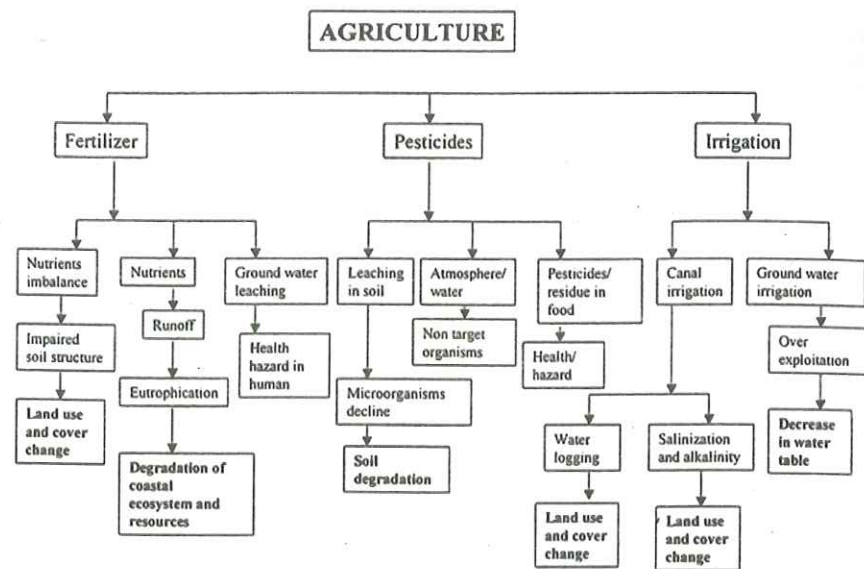 AGRICULTURE
Fertilizer
Pesticides
Irrigation
Nutrients
imbalance
Nutrients
Ground water
leaching
Leaching
in soil
Atmosphere/
water
Pesticides/
residue in
food
Canal
irrigation
Ground water
irrigation
Impaired
soil structure
Runoff
Health
hazard in
human
Non target
organisms
Health/
hazard
Over
exploitation
Land use
and cover
change
Eutrophication
Microorganisms
decline
Water
logging
Salinization
and alkalinity
Decrease
in water
table
Degradation of
coastal
ecosystem and
resources
Soil
degradation
Land use
and cover
change
Land use
and cover
change